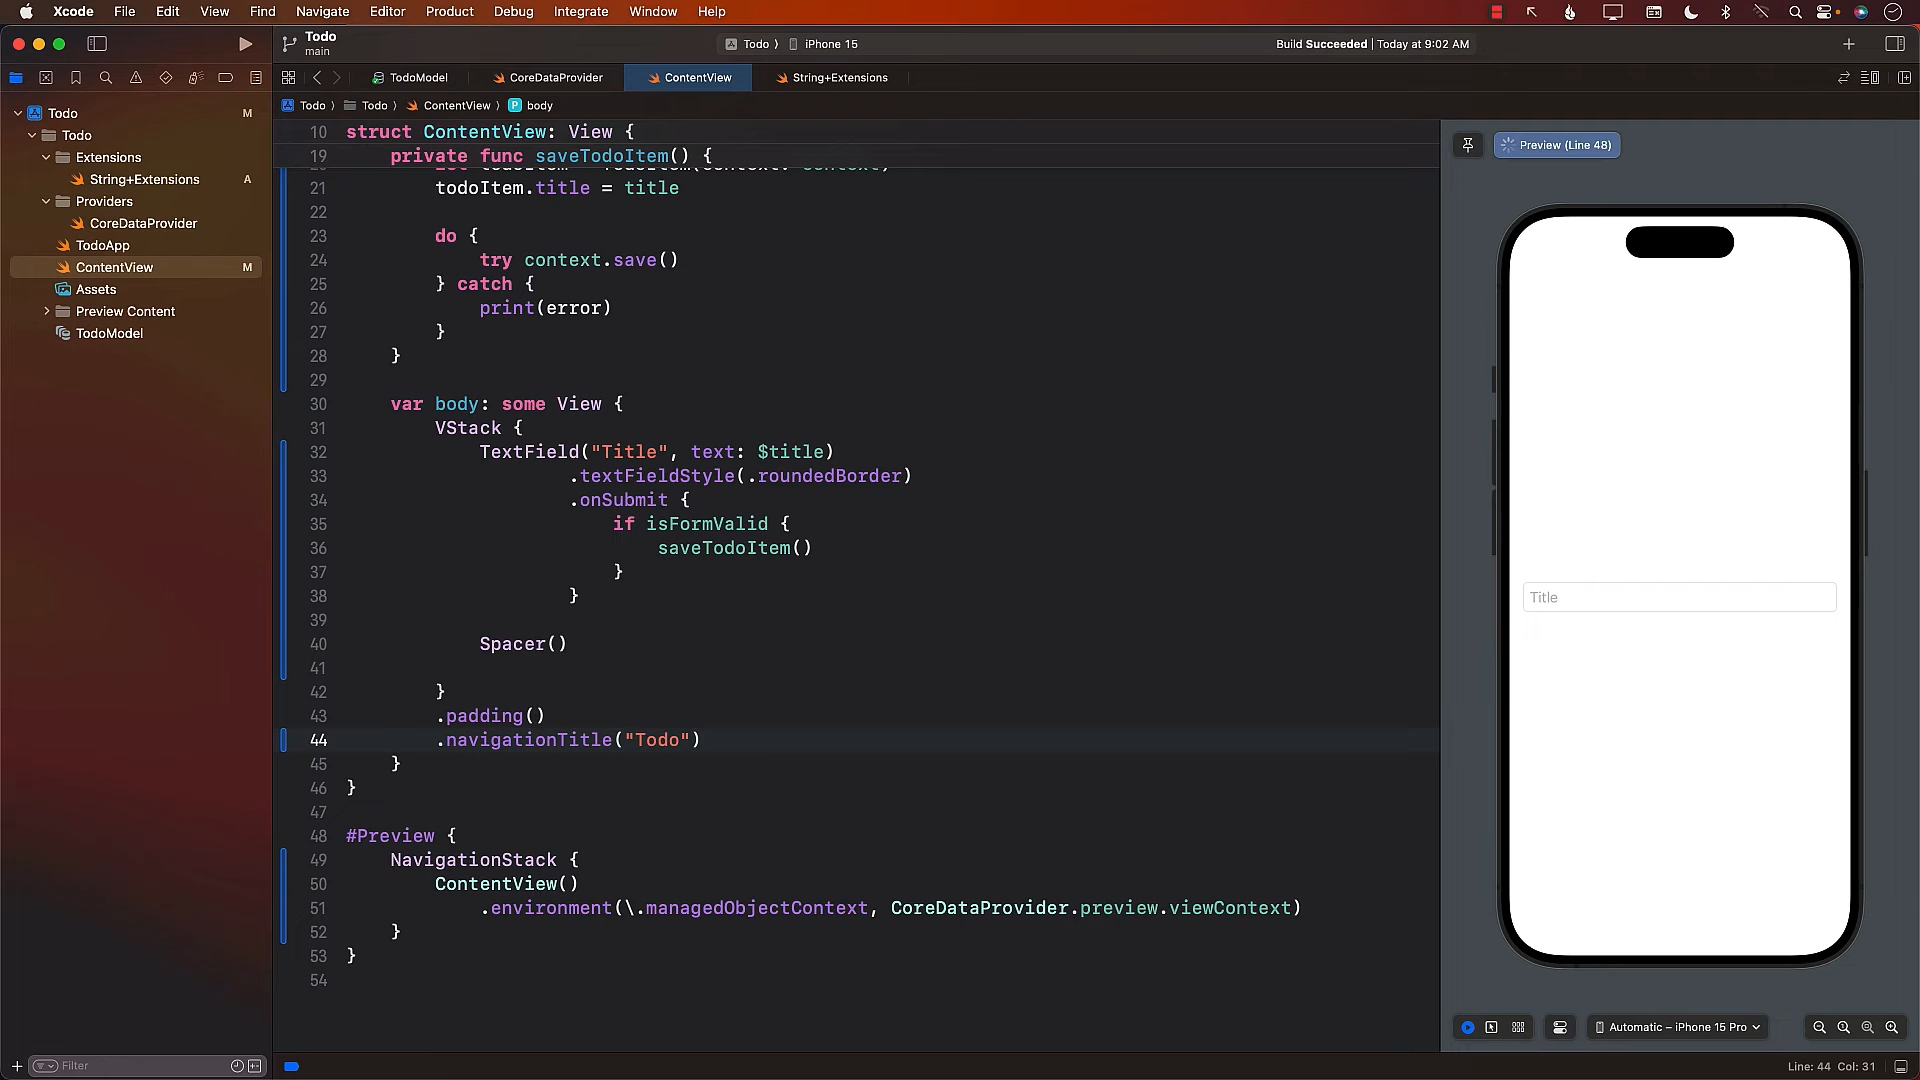 Xcode File Edit View Find Navigate Editor Product Debug Integrate Window Help
Todo
main
Todo iPhone 15
Build Succeeded | Today at 9:02 AM
TodoModel CoreDataProvider ContentView String+Extensions
Todo Todo ContentView P body
Todo M
Todo
Extensions
String+Extensions A
Providers
CoreDataProvider
TodoApp
ContentView M
Assets
Preview Content
TodoModel
10 struct ContentView: View {
19 private func saveTodoItem() {
21 todoItem.title = title
22
23 do {
24 try context.save()
25 } catch {
26 print(error)
27 }
28 }
29
30 var body: some View {
31 VStack {
32 TextField("Title", text: $title)
33 .textFieldStyle(.roundedBorder)
34 .onSubmit {
35 if isFormValid {
36 saveTodoItem()
37 }
38 }
39
40 Spacer()
41
42 }
43 .padding()
44 .navigationTitle("Todo")
45 }
46 }
47
48 #Preview {
49 NavigationStack {
50 ContentView()
51 .environment(\.managedObjectContext, CoreDataProvider.preview.viewContext)
52 }
53 }
54
Preview (Line 48)
Title
Automatic – iPhone 15 Pro
Filter
Line: 44 Col: 31